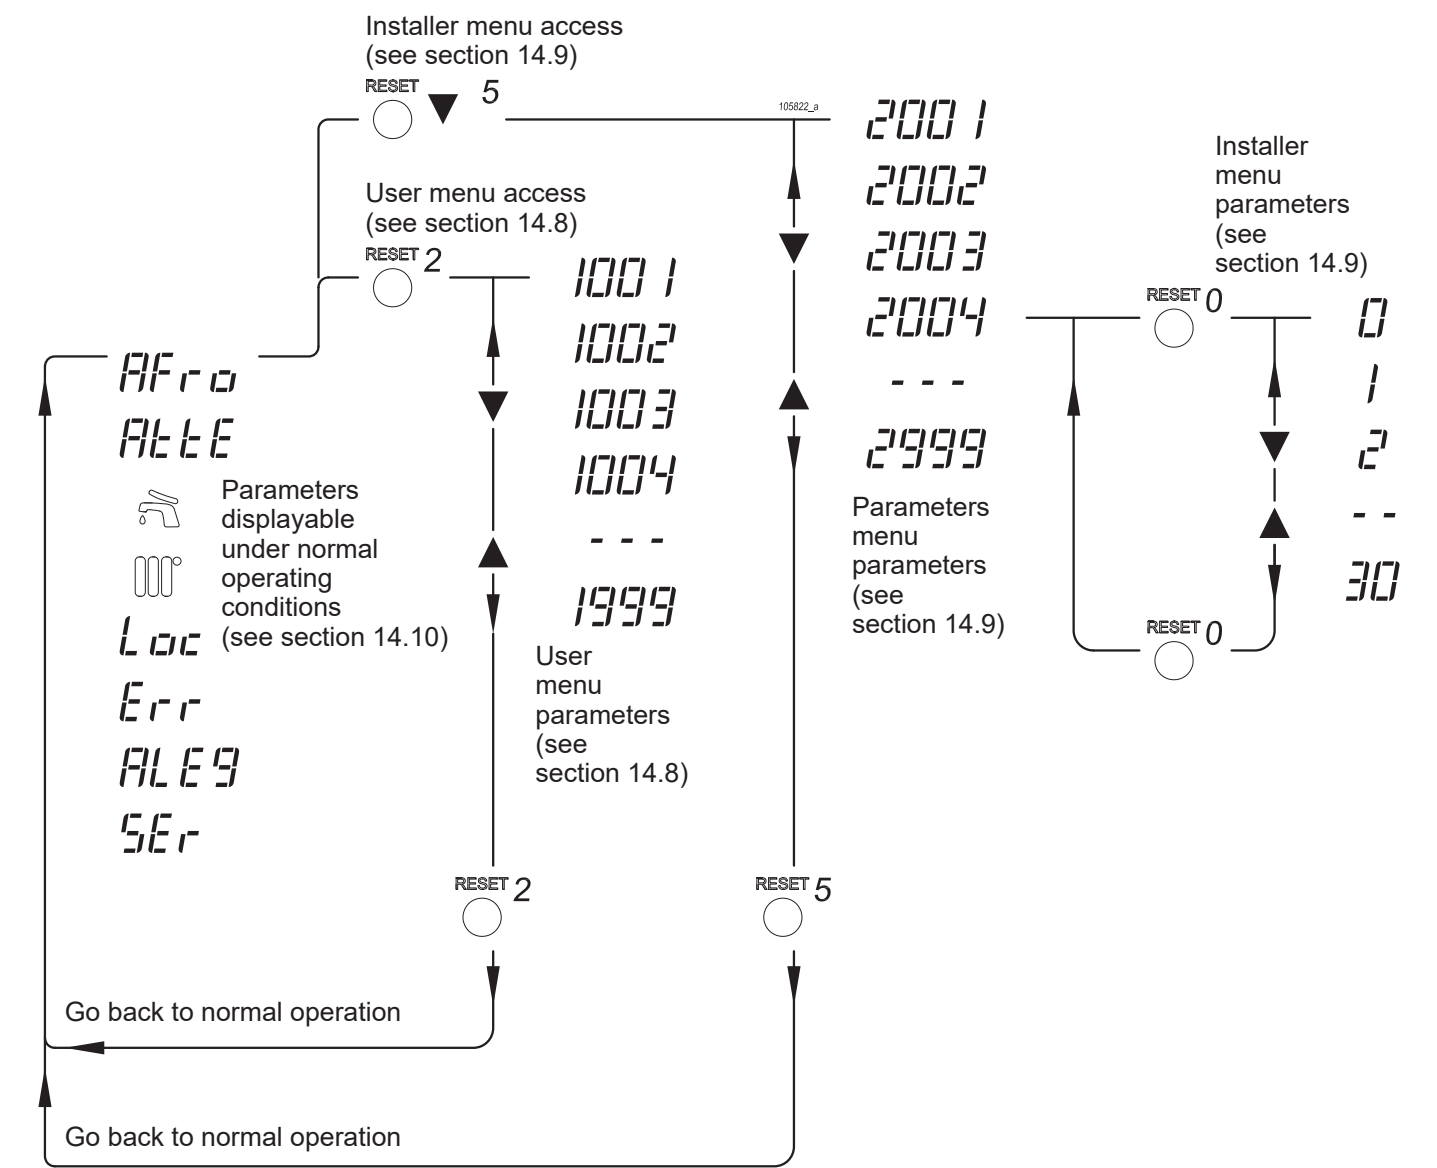 Installer menu access
(see section 14.9)
RESET 5
105822_a
2001
2002
2003
2004
- - -
2999
Parameters
menu
parameters
(see
section 14.9)
Installer
menu
parameters
(see
section 14.9)
RESET 0
0
1
2
- -
30
RESET 0
User menu access
(see section 14.8)
RESET 2
1001
1002
1003
1004
- - -
1999
User
menu
parameters
(see
section 14.8)
AFro
AttE
Parameters
displayable
under normal
operating
conditions
(see section 14.10)
Loc
Err
ALE9
SEr
RESET 2
RESET 5
Go back to normal operation
Go back to normal operation